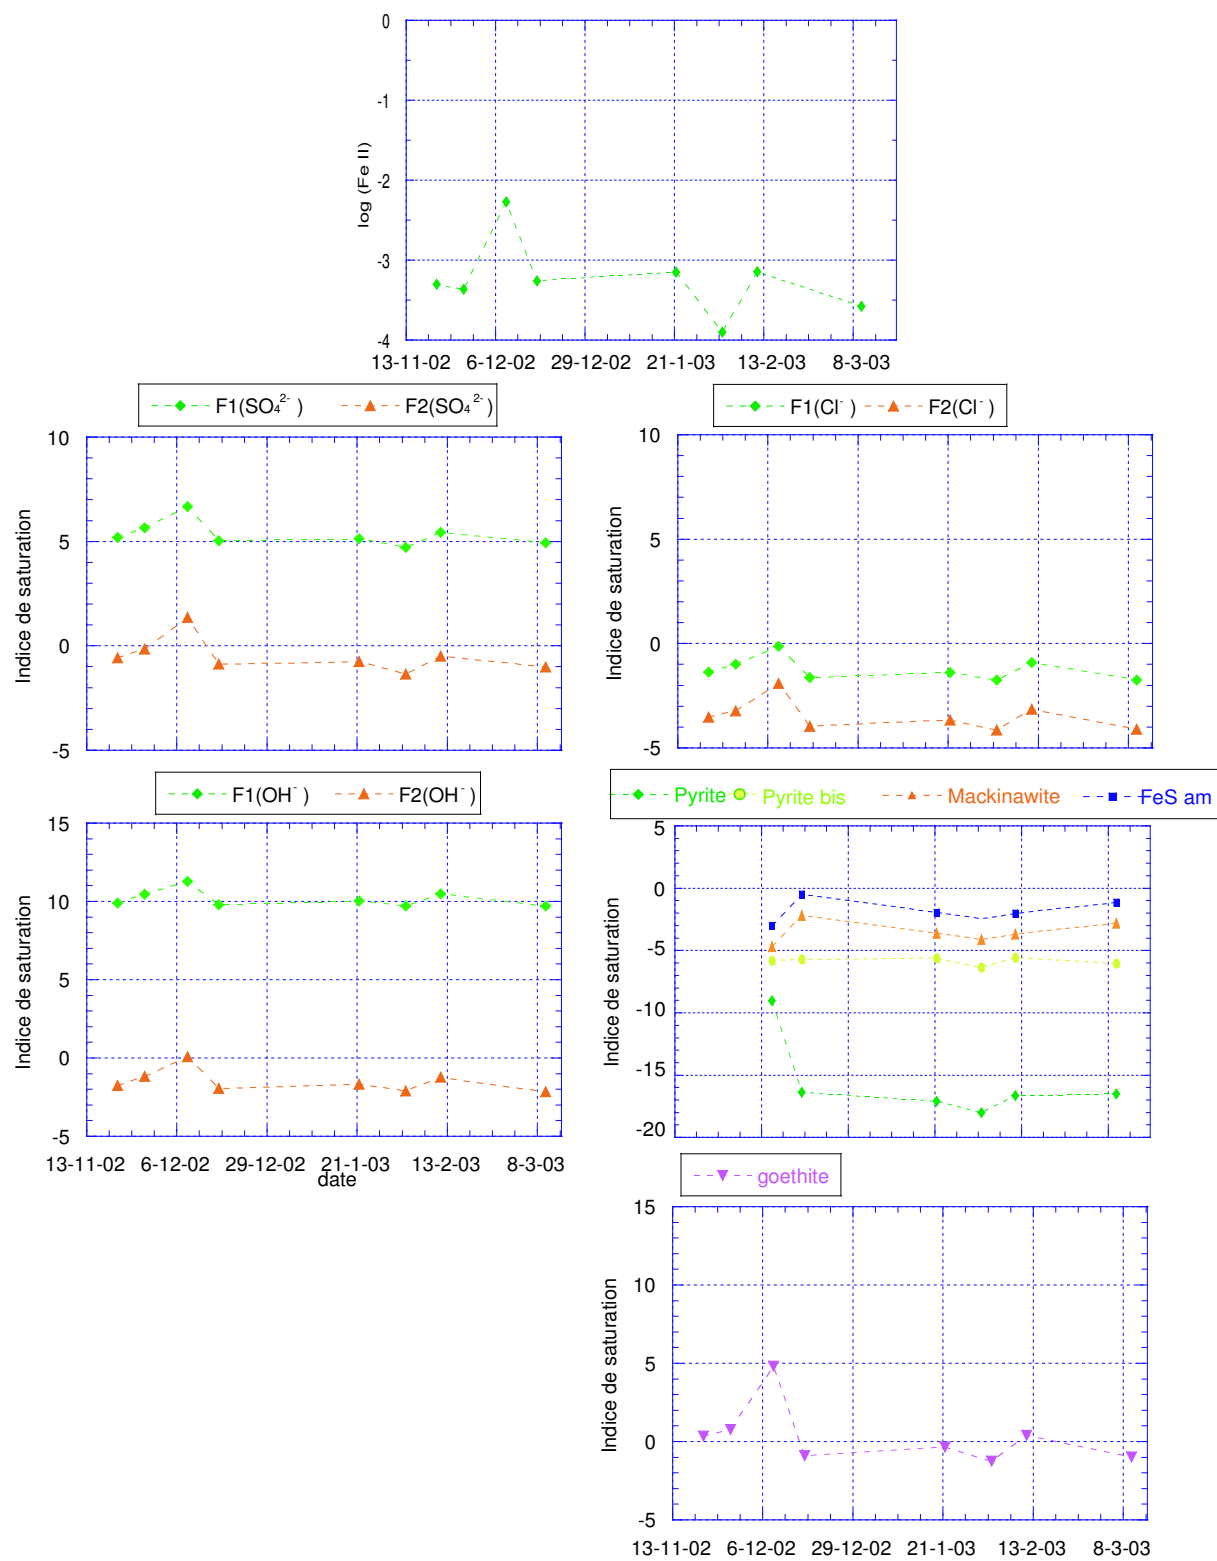 0
-1
-2
-3
-4
log (Fe II)
13-11-02 6-12-02 29-12-02 21-1-03 13-2-03 8-3-03
F1(SO₄²⁻) F2(SO₄²⁻)
10
5
0
-5
Indice de saturation
F1(Cl⁻) F2(Cl⁻)
10
5
0
-5
Indice de saturation
F1(OH⁻) F2(OH⁻)
15
10
5
0
-5
Indice de saturation
13-11-02 6-12-02 29-12-02 21-1-03 13-2-03 8-3-03
date
Pyrite Pyrite bis Mackinawite FeS am
5
0
-5
-10
-15
-20
Indice de saturation
goethite
15
10
5
0
-5
Indice de saturation
13-11-02 6-12-02 29-12-02 21-1-03 13-2-03 8-3-03